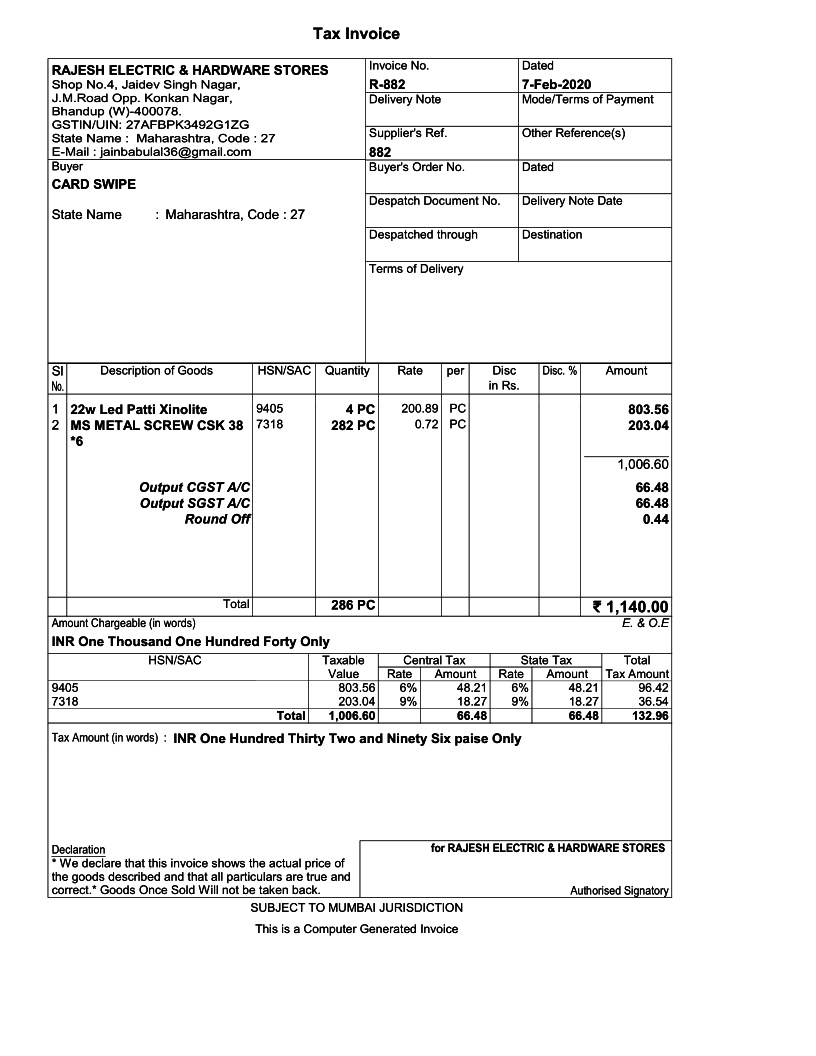 Tax Invoice
RAJESH ELECTRIC & HARDWARE STORES
Shop No.4, Jaidev Singh Nagar,
J.M.Road Opp. Konkan Nagar,
Bhandup (W)-400078.
GSTIN/UIN: 27AFBPK3492G1ZG
State Name : Maharashtra, Code : 27
E-Mail : jainbabulal36@gmail.com
Invoice No. Dated
R-882 7-Feb-2020
Delivery Note Mode/Terms of Payment
Supplier's Ref. Other Reference(s)
882
Buyer
CARD SWIPE
State Name : Maharashtra, Code : 27
Buyer's Order No. Dated
Despatch Document No. Delivery Note Date
Despatched through Destination
Terms of Delivery
Sl Description of Goods HSN/SAC Quantity Rate per Disc Disc. % Amount
No. in Rs.
1 22w Led Patti Xinolite 9405 4 PC 200.89 PC 803.56
2 MS METAL SCREW CSK 38 7318 282 PC 0.72 PC 203.04
*6
1,006.60
Output CGST A/C 66.48
Output SGST A/C 66.48
Round Off 0.44
Total 286 PC ₹ 1,140.00
Amount Chargeable (in words) E. & O.E
INR One Thousand One Hundred Forty Only
HSN/SAC Taxable Central Tax State Tax Total
Value Rate Amount Rate Amount Tax Amount
9405 803.56 6% 48.21 6% 48.21 96.42
7318 203.04 9% 18.27 9% 18.27 36.54
Total 1,006.60 66.48 66.48 132.96
Tax Amount (in words) : INR One Hundred Thirty Two and Ninety Six paise Only
Declaration
* We declare that this invoice shows the actual price of
the goods described and that all particulars are true and
correct.* Goods Once Sold Will not be taken back.
for RAJESH ELECTRIC & HARDWARE STORES
Authorised Signatory
SUBJECT TO MUMBAI JURISDICTION
This is a Computer Generated Invoice